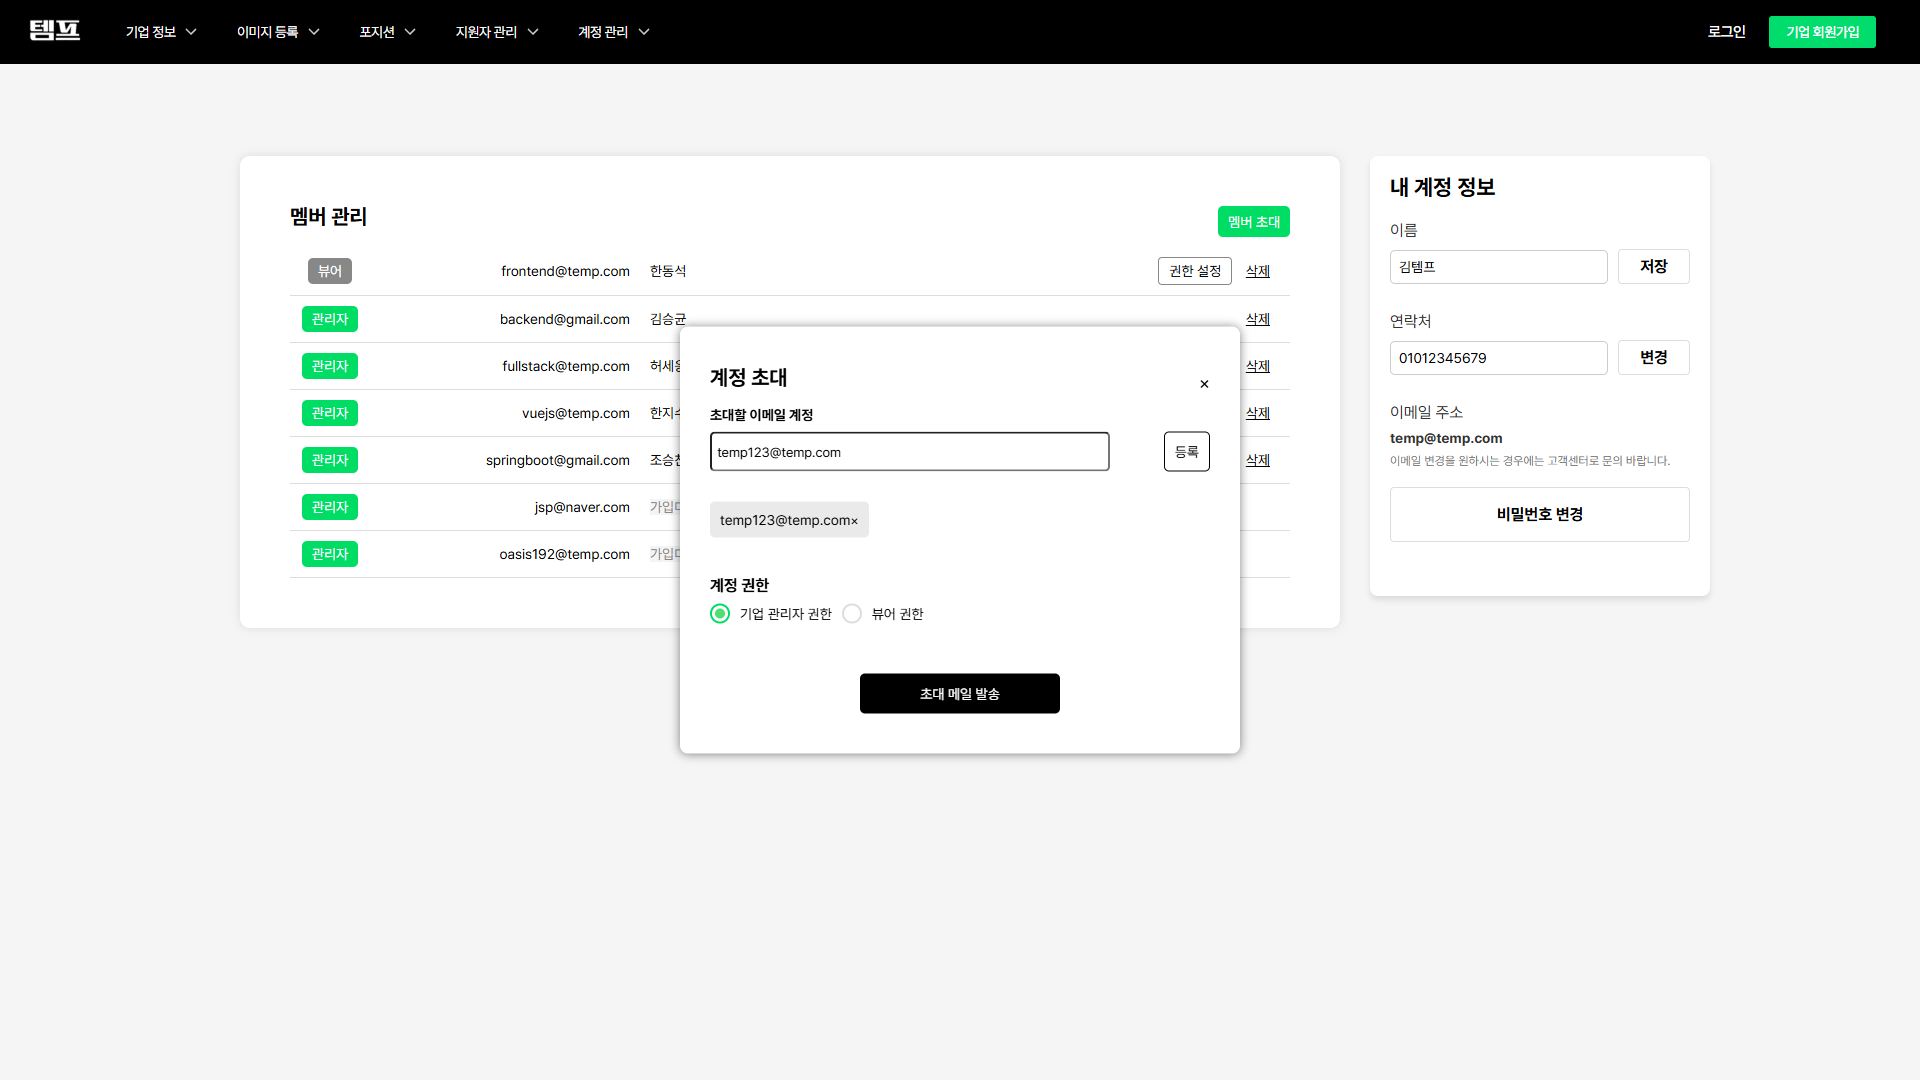 템프
기업 정보
이미지 등록
포지션
지원자 관리
계정 관리
로그인
기업 회원가입
멤버 관리
멤버 초대
뷰어 frontend@temp.com 한동석 권한 설정 삭제
관리자 backend@gmail.com 김승균 삭제
관리자 fullstack@temp.com 허세 삭제
관리자 vuejs@temp.com 한지 삭제
관리자 springboot@gmail.com 조승 삭제
관리자 jsp@naver.com 가입
관리자 oasis192@temp.com 가입
계정 초대
×
초대할 이메일 계정
temp123@temp.com
등록
temp123@temp.com×
계정 권한
기업 관리자 권한
뷰어 권한
초대 메일 발송
내 계정 정보
이름
김템프
저장
연락처
01012345679
변경
이메일 주소
temp@temp.com
이메일 변경을 원하시는 경우에는 고객센터로 문의 바랍니다.
비밀번호 변경